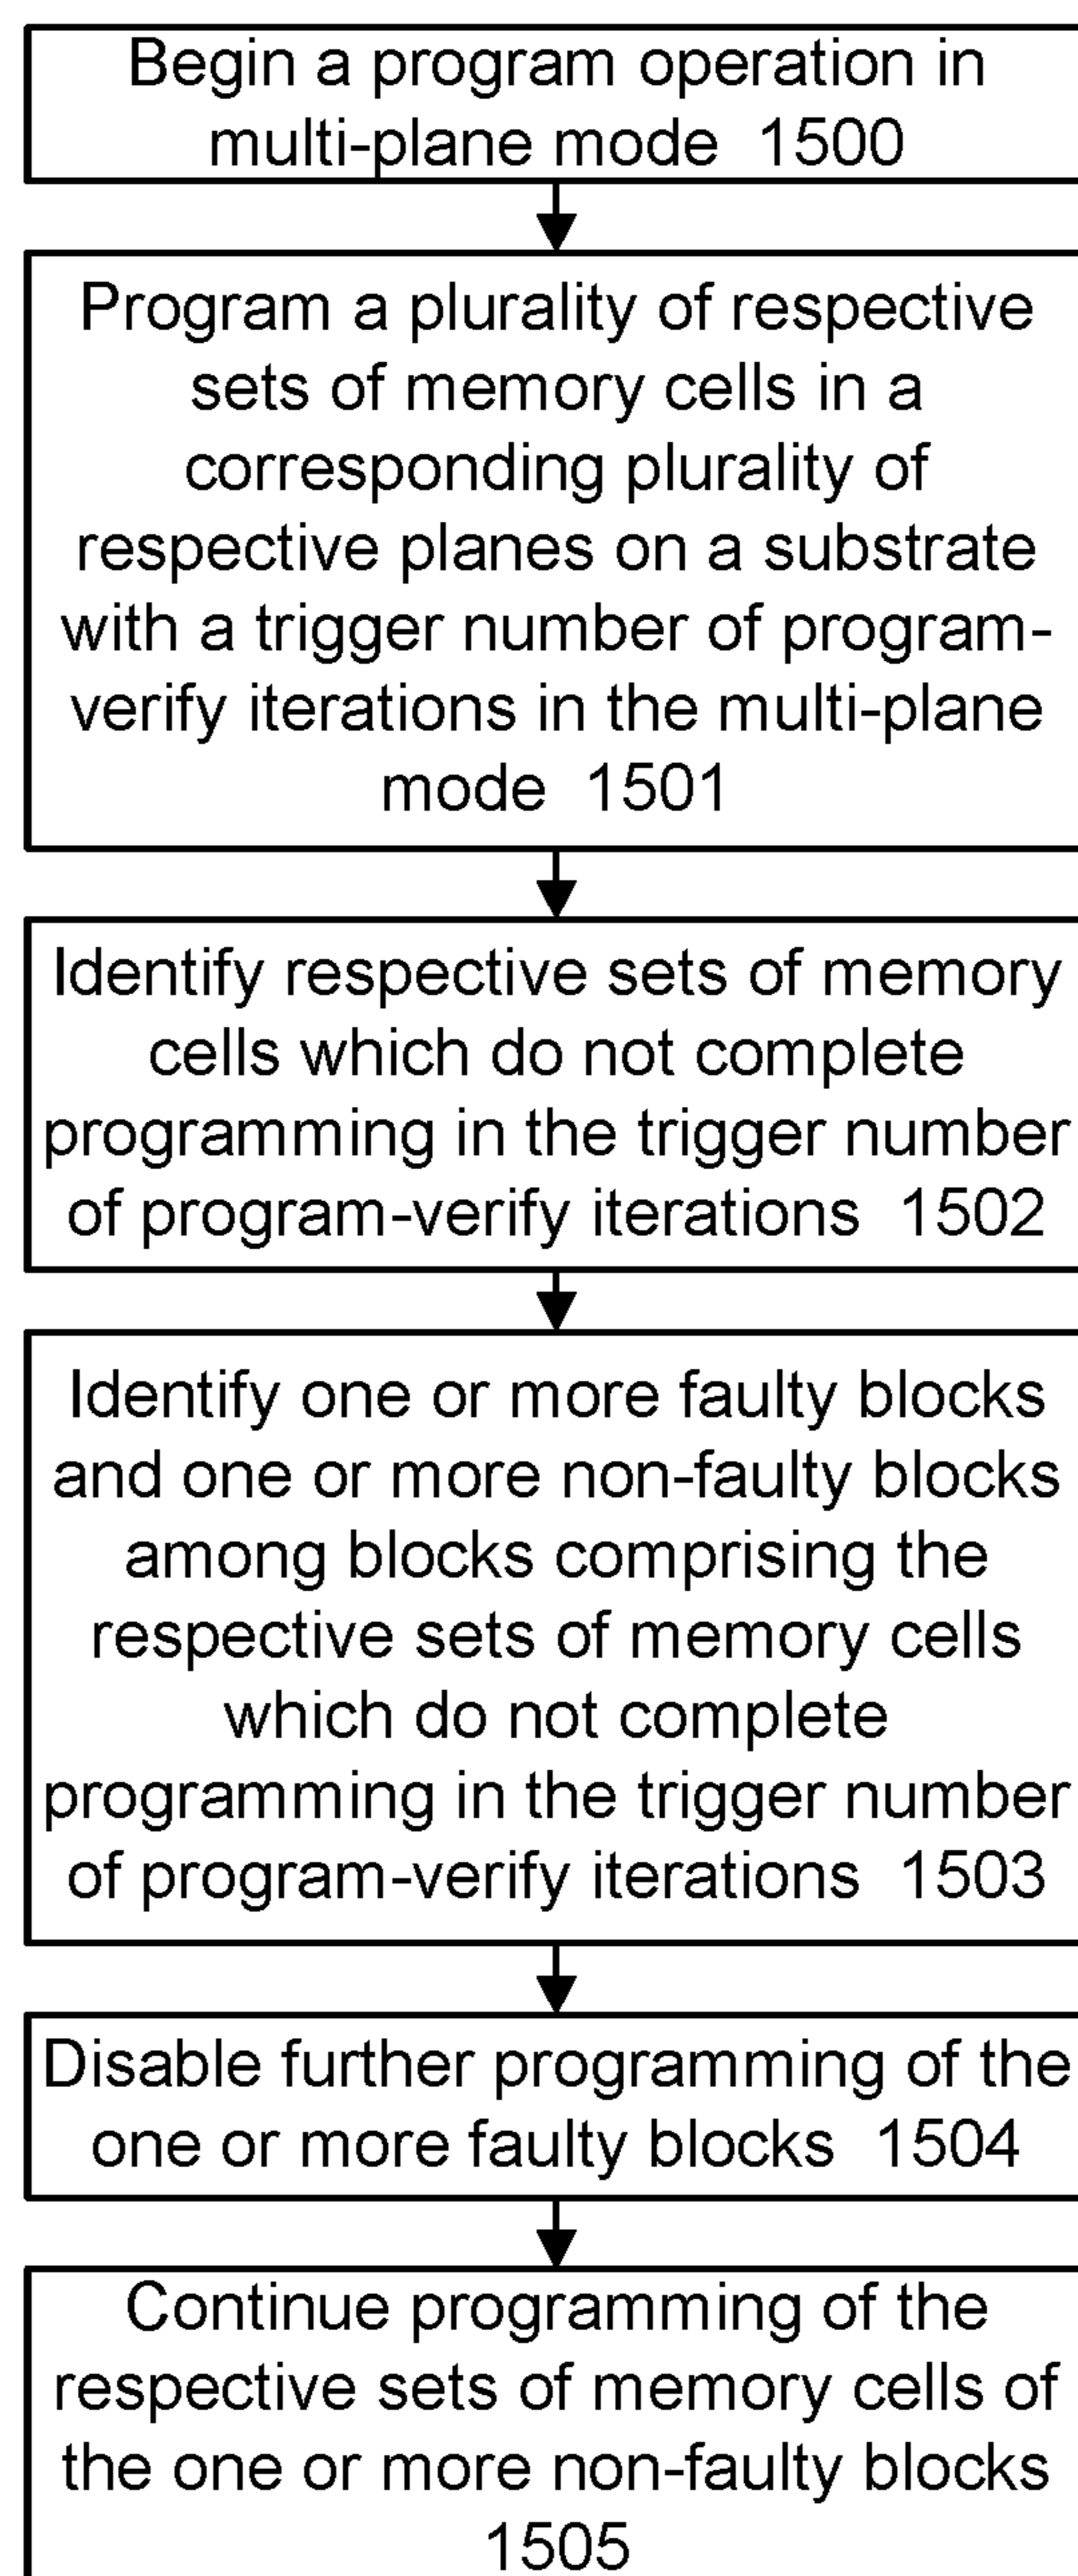 Begin a program operation in
multi-plane mode 1500
Program a plurality of respective
sets of memory cells in a
corresponding plurality of
respective planes on a substrate
with a trigger number of program-
verify iterations in the multi-plane
mode 1501
Identify respective sets of memory
cells which do not complete
programming in the trigger number
of program-verify iterations 1502
Identify one or more faulty blocks
and one or more non-faulty blocks
among blocks comprising the
respective sets of memory cells
which do not complete
programming in the trigger number
of program-verify iterations 1503
Disable further programming of the
one or more faulty blocks 1504
Continue programming of the
respective sets of memory cells of
the one or more non-faulty blocks
1505